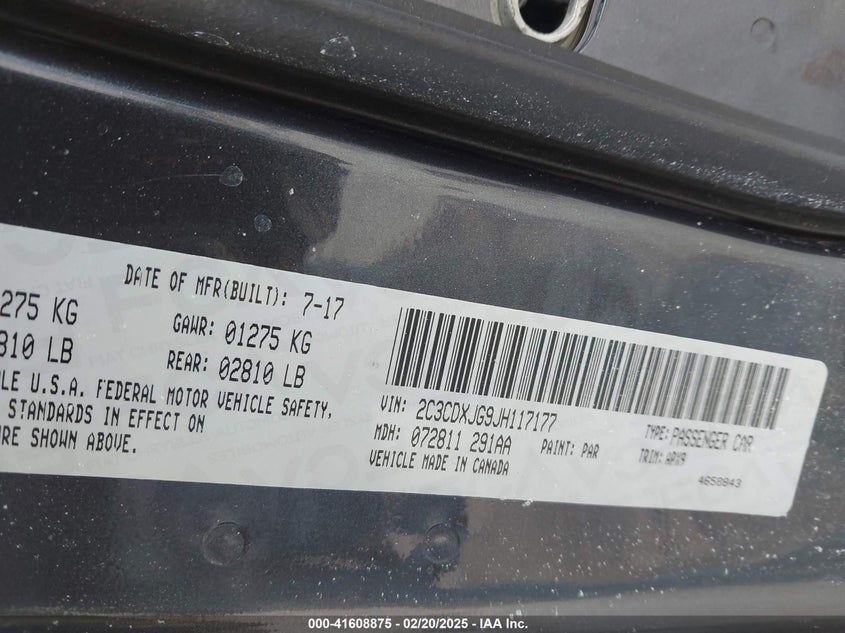 DATE OF MFR(BUILT): 7-17
275 KG GAWR: 01275 KG
810 LB REAR: 02810 LB
LE U.S.A. FEDERAL MOTOR VEHICLE SAFETY,
STANDARDS IN EFFECT ON
URE SHOWN ABOVE.
VIN: 2C3CDXJG9JH117177 TYPE: PASSENGER CAR
MDH: 072811 291AA PAINT: PAR TRIM: APX9
VEHICLE MADE IN CANADA 4658843
000-41608875 - 02/20/2025 - IAA Inc.